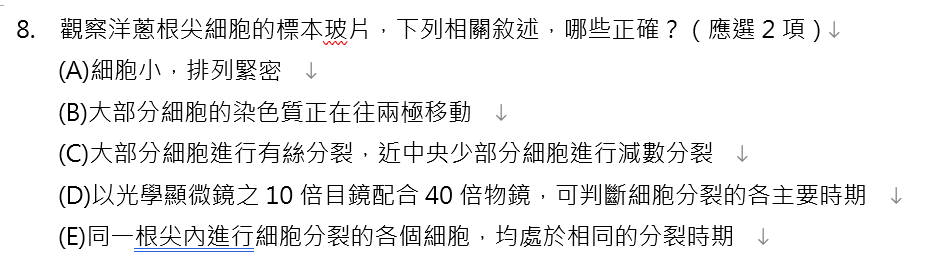 8. 觀察洋蔥根尖細胞的標本玻片，下列相關敘述，哪些正確？（應選 2 項）↓
(A)細胞小，排列緊密 ↓
(B)大部分細胞的染色質正在往兩極移動 ↓
(C)大部分細胞進行有絲分裂，近中央少部分細胞進行減數分裂 ↓
(D)以光學顯微鏡之 10 倍目鏡配合 40 倍物鏡，可判斷細胞分裂的各主要時期 ↓
(E)同一根尖內進行細胞分裂的各個細胞，均處於相同的分裂時期 ↓